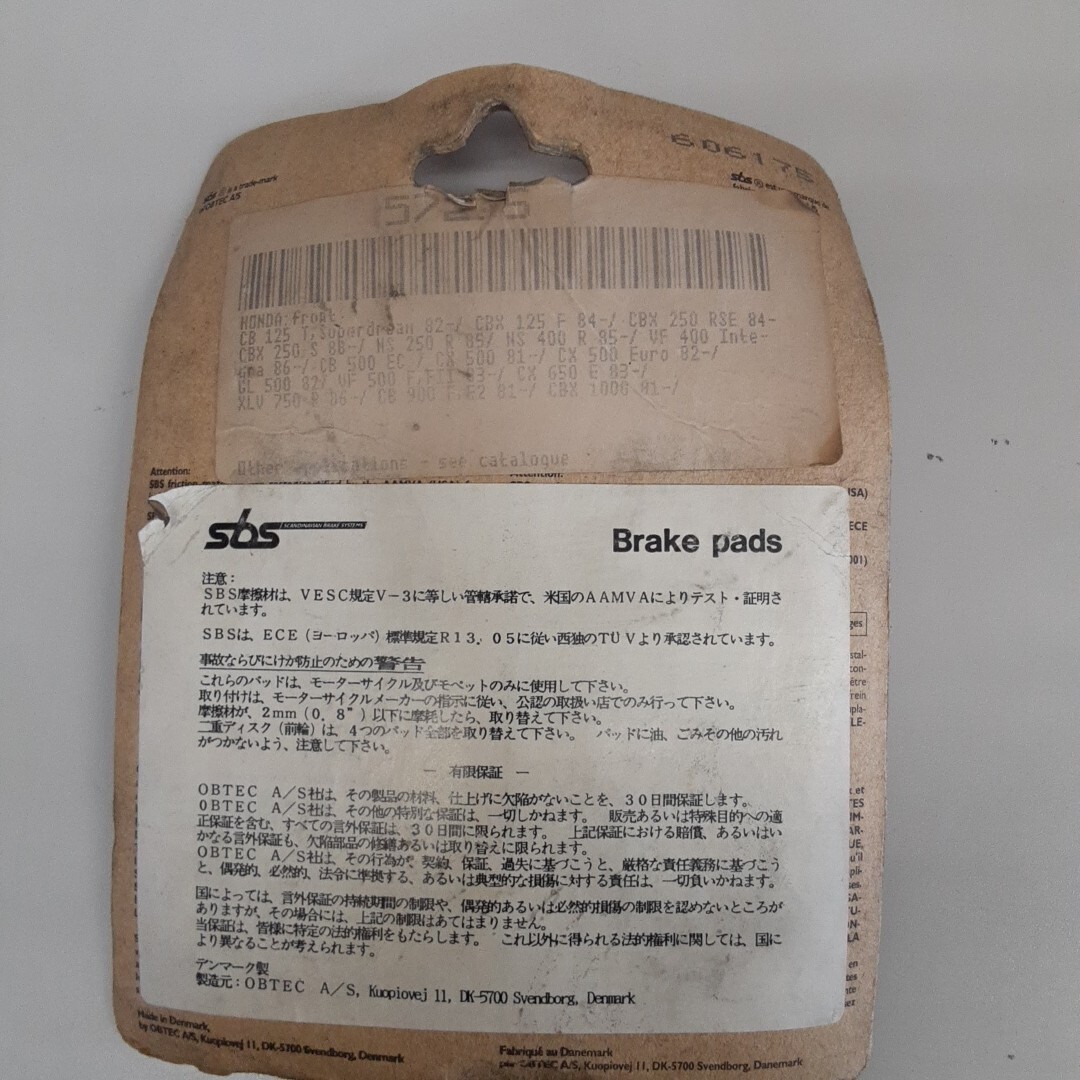 606175
sbs ® is a trade-mark
of OBTEC A/S
sbs ® est
HONDA front:
CB 125 T,Superdream 82-/ CBX 125 F 84-/ CBX 250 RSE 84-
CBX 250 S 86-/ NS 250 R 85/ NS 400 R 85-/ VF 400 Inte-
gra 86-/ CB 500 EC / CX 500 81-/ CX 500 Euro 82-/
GL 500 82/ VF 500 F,FII 83-/ CX 650 E 83-/
XLV 750 R 86-/ CB 900 F,F2 81-/ CBX 1000 81-/
Other applications - see catalogue
Attention:
SBS friction
by the AAMVA (USA)
Attention:
sbs SCANDINAVIAN BRAKE SYSTEMS
Brake pads
注意：
SBS摩擦材は、VESC規定V－3に等しい管轄承諾で、米国のAAMVAによりテスト・証明さ
れています。
SBSは、ECE（ヨーロッパ）標準規定R13．05に従い西独のTUVより承認されています。
事故ならびにけが防止のための警告
これらのパッドは、モーターサイクル及びモペットのみに使用して下さい。
取り付けは、モーターサイクルメーカーの指示に従い、公認の取扱い店でのみ行って下さい。
摩擦材が、2mm（0．8”）以下に摩耗したら、取り替えて下さい。
二重ディスク（前輪）は、4つのパッド全部を取り替えて下さい。 パッドに油、ごみその他の汚れ
がつかないよう、注意して下さい。
― 有限保証 ―
OBTEC A／S社は、その製品の材料、仕上げに欠陥がないことを、30日間保証します。
OBTEC A／S社は、その他の特別な保証は、一切しかねます。 販売あるいは特殊目的への適
正保証を含む、すべての言外保証は、30日間に限られます。 上記保証における賠償、あるいはい
かなる言外保証も、欠陥部品の修繕あるいは取り替えに限られます。
OBTEC A／S社は、その行為が、契約、保証、過失に基づこうと、厳格な責任義務に基づこう
と、偶発的、必然的、法令に準拠する、あるいは典型的な損傷に対する責任は、一切負いかねます。
国によっては、言外保証の持続期間の制限や、偶発的あるいは必然的損傷の制限を認めないところが
ありますが、その場合には、上記の制限はあてはまりません。
当保証は、皆様に特定の法的権利をもたらします。 これ以外に得られる法的権利に関しては、国に
より異なることが考えられます。
デンマーク製
製造元：OBTEC A／S, Kuopiovej 11, DK-5700 Svendborg, Denmark
Made in Denmark,
by OBTEC A/S, Kuopiovej 11, DK-5700 Svendborg, Denmark
Fabriqué au Danemark
par OBTEC A/S, Kuopiovej 11, DK-5700 Svendborg, Danemark